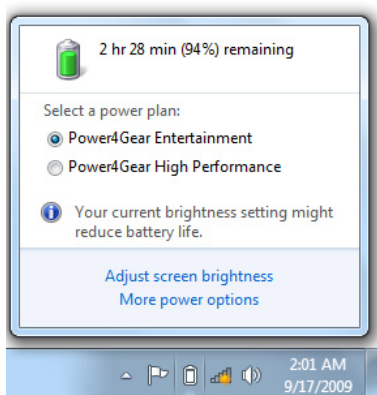 2 hr 28 min (94%) remaining
Select a power plan:
Power4Gear Entertainment
Power4Gear High Performance
Your current brightness setting might
reduce battery life.
Adjust screen brightness
More power options
2:01 AM
9/17/2009